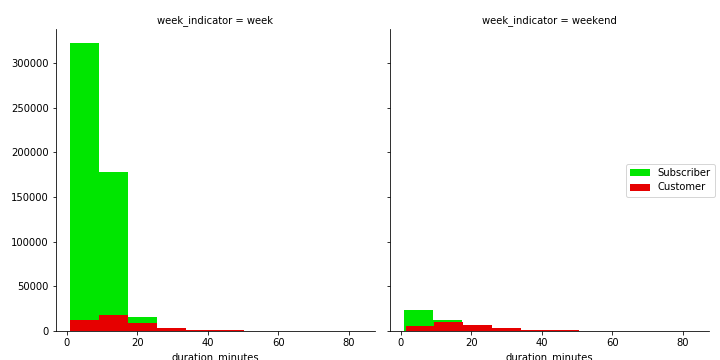 week_indicator = week
week_indicator = weekend
300000
250000
200000
150000
100000
50000
0
0 20 40 60 80
0 20 40 60 80
duration_minutes
duration_minutes
Subscriber
Customer